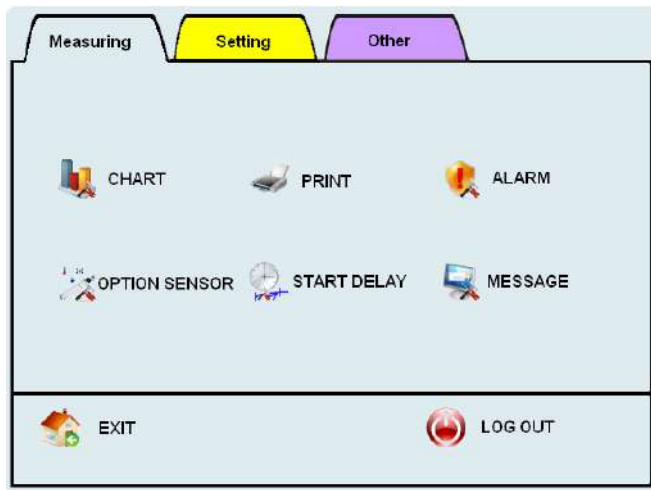 Measuring Setting Other
CHART PRINT ALARM
OPTION SENSOR START DELAY MESSAGE
EXIT LOG OUT